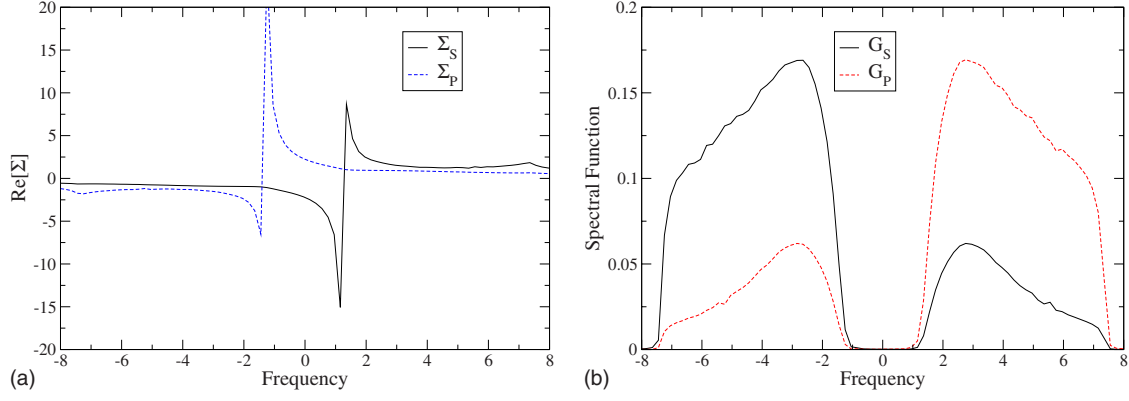 20
15
10
5
0
-5
-10
-15
-20
Re[Σ]
Σ_S
Σ_P
-8 -6 -4 -2 0 2 4 6 8
Frequency
(a)
0.2
0.15
0.1
0.05
0
Spectral Function
G_S
G_P
-8 -6 -4 -2 0 2 4 6 8
Frequency
(b)